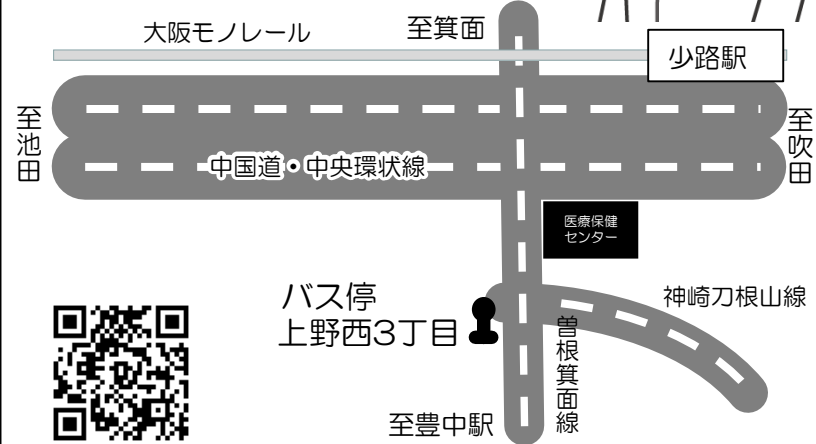 大阪モノレール
至箕面
少路駅
至池田
至吹田
中国道・中央環状線
医療保健
センター
バス停
上野西3丁目
神崎刀根山線
曽根箕面線
至豊中駅